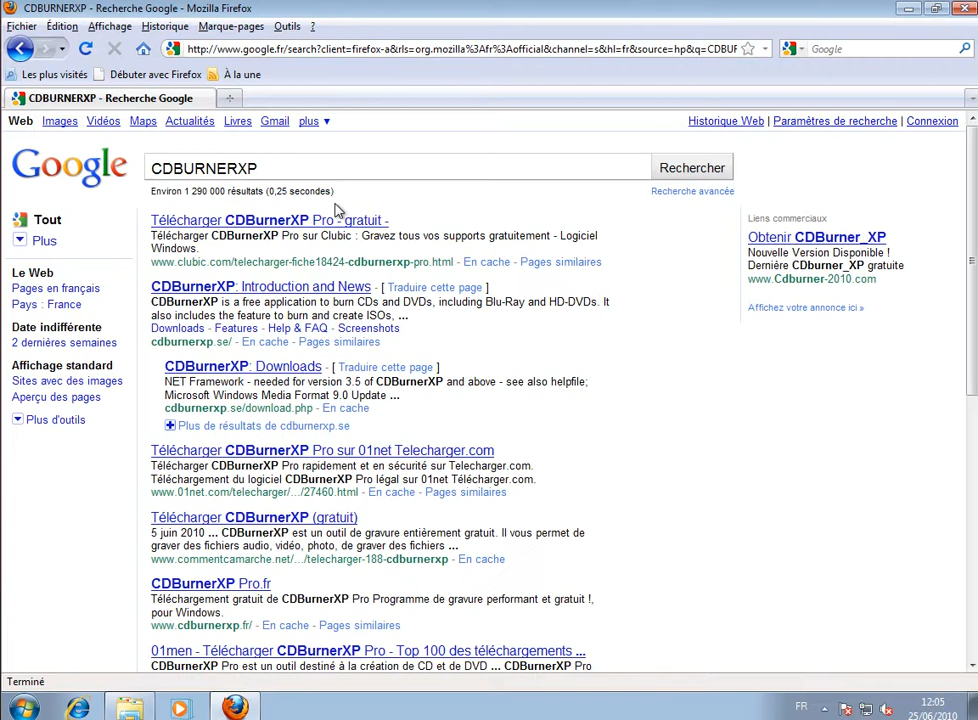 CDBURNERXP - Recherche Google - Mozilla Firefox
Fichier Édition Affichage Historique Marque-pages Outils ?
http://www.google.fr/search?client=firefox-a&rls=org.mozilla%3Afr%3Aofficial&channel=s&hl=fr&source=hp&q=CDBUF
Google
Les plus visités Débuter avec Firefox À la une
CDBURNERXP - Recherche Google
Web Images Vidéos Maps Actualités Livres Gmail plus ▼
Historique Web | Paramètres de recherche | Connexion
Google
CDBURNERXP
Rechercher
Environ 1 290 000 résultats (0,25 secondes)
Recherche avancée
Tout
Plus
Le Web
Pages en français
Pays : France
Date indifférente
2 dernières semaines
Affichage standard
Sites avec des images
Aperçu des pages
Plus d'outils
Télécharger CDBurnerXP Pro - gratuit -
Télécharger CDBurnerXP Pro sur Clubic : Gravez tous vos supports gratuitement - Logiciel
Windows.
www.clubic.com/telecharger-fiche18424-cdburnerxp-pro.html - En cache - Pages similaires
CDBurnerXP: Introduction and News - [ Traduire cette page ]
CDBurnerXP is a free application to burn CDs and DVDs, including Blu-Ray and HD-DVDs. It
also includes the feature to burn and create ISOs, ...
Downloads - Features - Help & FAQ - Screenshots
cdburnerxp.se/ - En cache - Pages similaires
CDBurnerXP: Downloads - [ Traduire cette page ]
NET Framework - needed for version 3.5 of CDBurnerXP and above - see also helpfile;
Microsoft Windows Media Format 9.0 Update ...
cdburnerxp.se/download.php - En cache
Plus de résultats de cdburnerxp.se
Télécharger CDBurnerXP Pro sur 01net Telecharger.com
Télécharger CDBurnerXP Pro rapidement et en sécurité sur Telecharger.com.
Téléchargement du logiciel CDBurnerXP Pro légal sur 01net Télécharger.com.
www.01net.com/telecharger/.../27460.html - En cache - Pages similaires
Télécharger CDBurnerXP (gratuit)
5 juin 2010 ... CDBurnerXP est un outil de gravure entièrement gratuit. Il vous permet de
graver des fichiers audio, vidéo, photo, de graver des fichiers ...
www.commentcamarche.net/.../telecharger-188-cdburnerxp - En cache
CDBurnerXP Pro.fr
Téléchargement gratuit de CDBurnerXP Pro Programme de gravure performant et gratuit !,
pour Windows.
www.cdburnerxp.fr/ - En cache - Pages similaires
01men - Télécharger CDBurnerXP Pro - Top 100 des téléchargements ...
CDBurnerXP Pro est un outil destiné à la création de CD et de DVD ... CDBurnerXP Pro
Liens commerciaux
Obtenir CDBurner_XP
Nouvelle Version Disponible !
Dernière CDburner_XP gratuite
www.Cdburner-2010.com
Affichez votre annonce ici »
Terminé
FR
12:05
25/06/2010